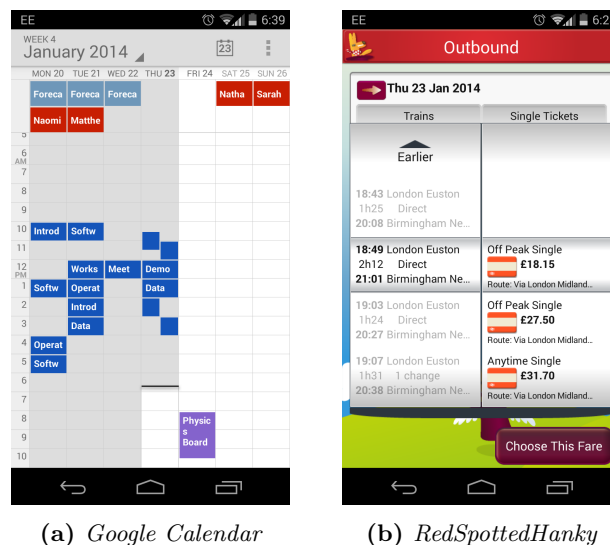 EE 6:39
WEEK 4
January 2014 23
MON 20 TUE 21 WED 22 THU 23 FRI 24 SAT 25 SUN 26
Foreca Foreca Foreca Natha Sarah
Naomi Matthe
5
6
AM
7
8
9
10 Introd Softw
11
12 Works Meet Demo
PM
1 Softw Operat Data
2 Introd
3 Data
4 Operat
5 Softw
6
7
8 Physic
s
9 Board
10
(a) Google Calendar
EE 6:2
Outbound
Thu 23 Jan 2014
Trains Single Tickets
Earlier
18:43 London Euston
1h25 Direct
20:08 Birmingham Ne...
18:49 London Euston Off Peak Single
2h12 Direct £18.15
21:01 Birmingham Ne... Route: Via London Midland...
19:03 London Euston Off Peak Single
1h24 Direct £27.50
20:27 Birmingham Ne... Route: Via London Midland...
19:07 London Euston Anytime Single
1h31 1 change £31.70
20:38 Birmingham Ne... Route: Via London Midland...
Choose This Fare
(b) RedSpottedHanky